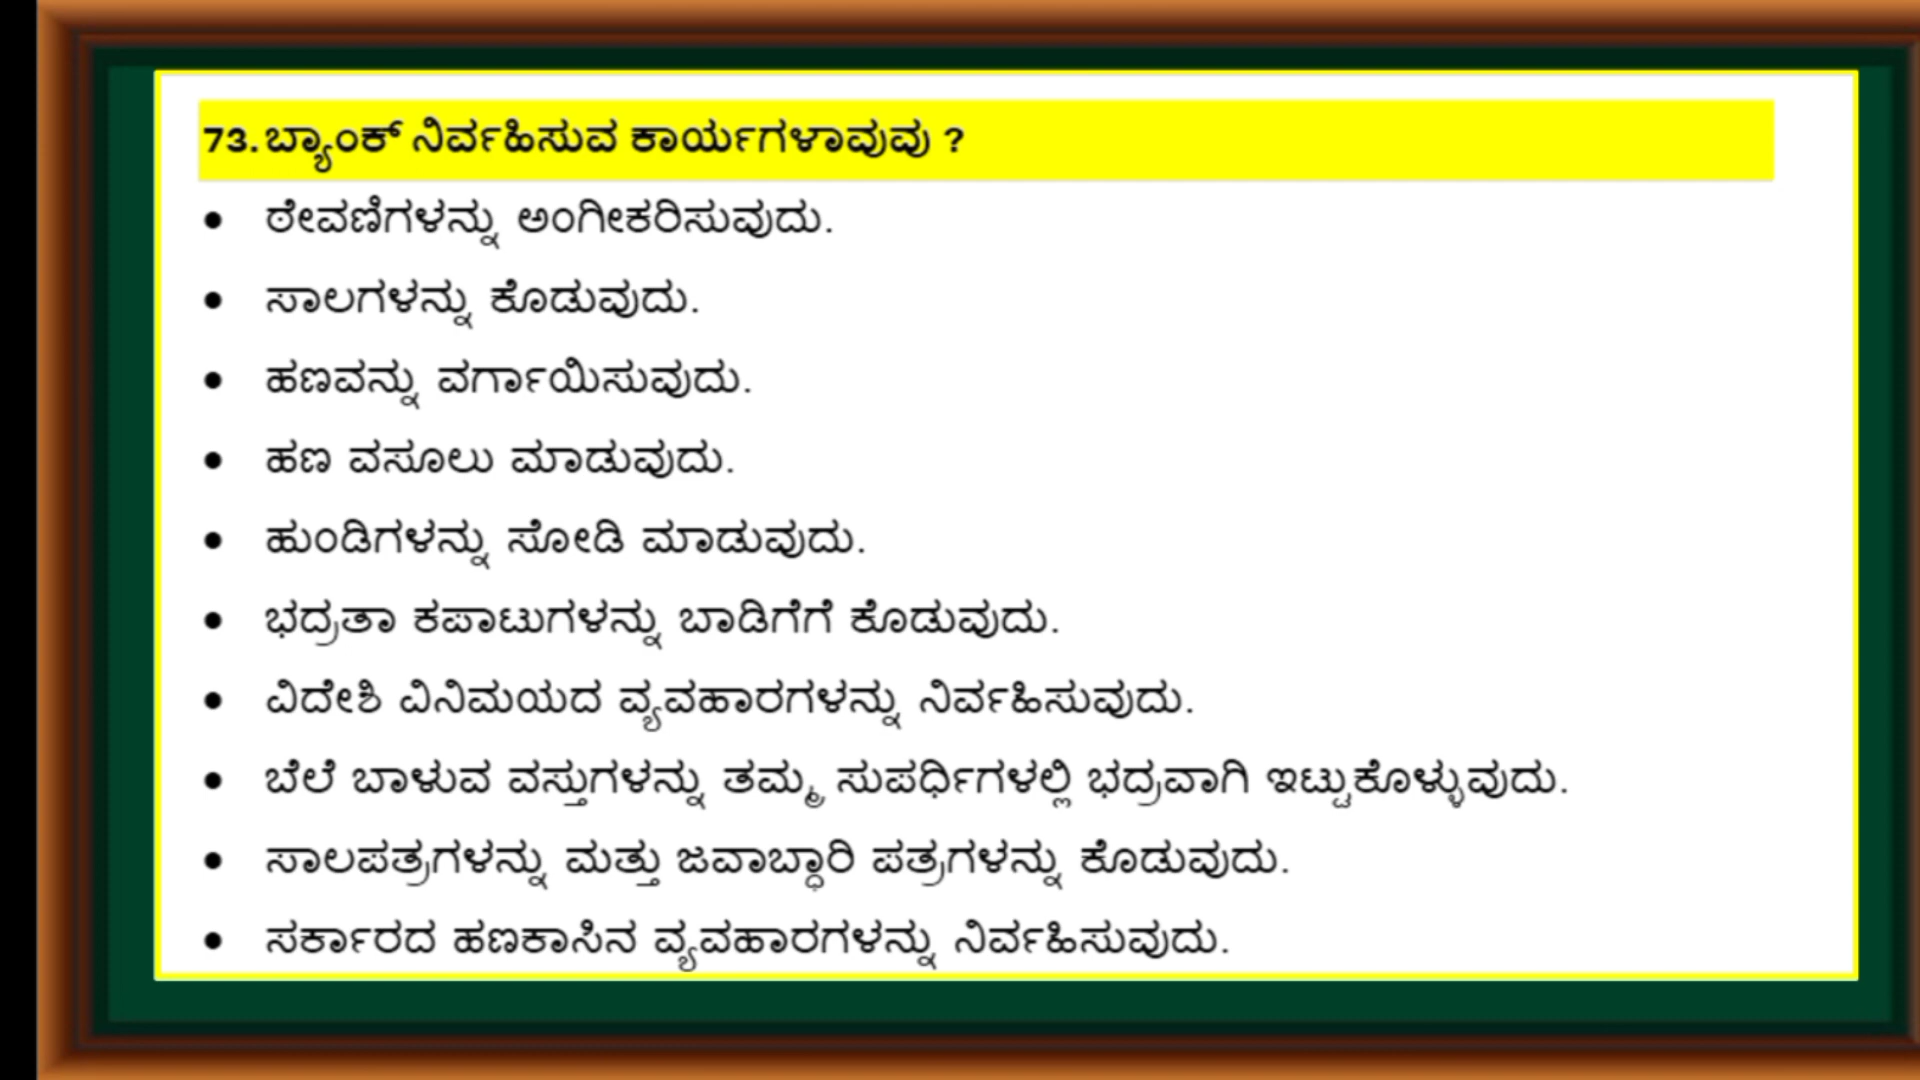 73. ಬ್ಯಾಂಕ್ ನಿರ್ವಹಿಸುವ ಕಾರ್ಯಗಳಾವುವು ?
• ಠೇವಣಿಗಳನ್ನು ಅಂಗೀಕರಿಸುವುದು.
• ಸಾಲಗಳನ್ನು ಕೊಡುವುದು.
• ಹಣವನ್ನು ವರ್ಗಾಯಿಸುವುದು.
• ಹಣ ವಸೂಲು ಮಾಡುವುದು.
• ಹುಂಡಿಗಳನ್ನು ಸೋಡಿ ಮಾಡುವುದು.
• ಭದ್ರತಾ ಕಪಾಟುಗಳನ್ನು ಬಾಡಿಗೆಗೆ ಕೊಡುವುದು.
• ವಿದೇಶಿ ವಿನಿಮಯದ ವ್ಯವಹಾರಗಳನ್ನು ನಿರ್ವಹಿಸುವುದು.
• ಬೆಲೆ ಬಾಳುವ ವಸ್ತುಗಳನ್ನು ತಮ್ಮ ಸುಪರ್ಧಿಗಳಲ್ಲಿ ಭದ್ರವಾಗಿ ಇಟ್ಟುಕೊಳ್ಳುವುದು.
• ಸಾಲಪತ್ರಗಳನ್ನು ಮತ್ತು ಜವಾಬ್ಧಾರಿ ಪತ್ರಗಳನ್ನು ಕೊಡುವುದು.
• ಸರ್ಕಾರದ ಹಣಕಾಸಿನ ವ್ಯವಹಾರಗಳನ್ನು ನಿರ್ವಹಿಸುವುದು.